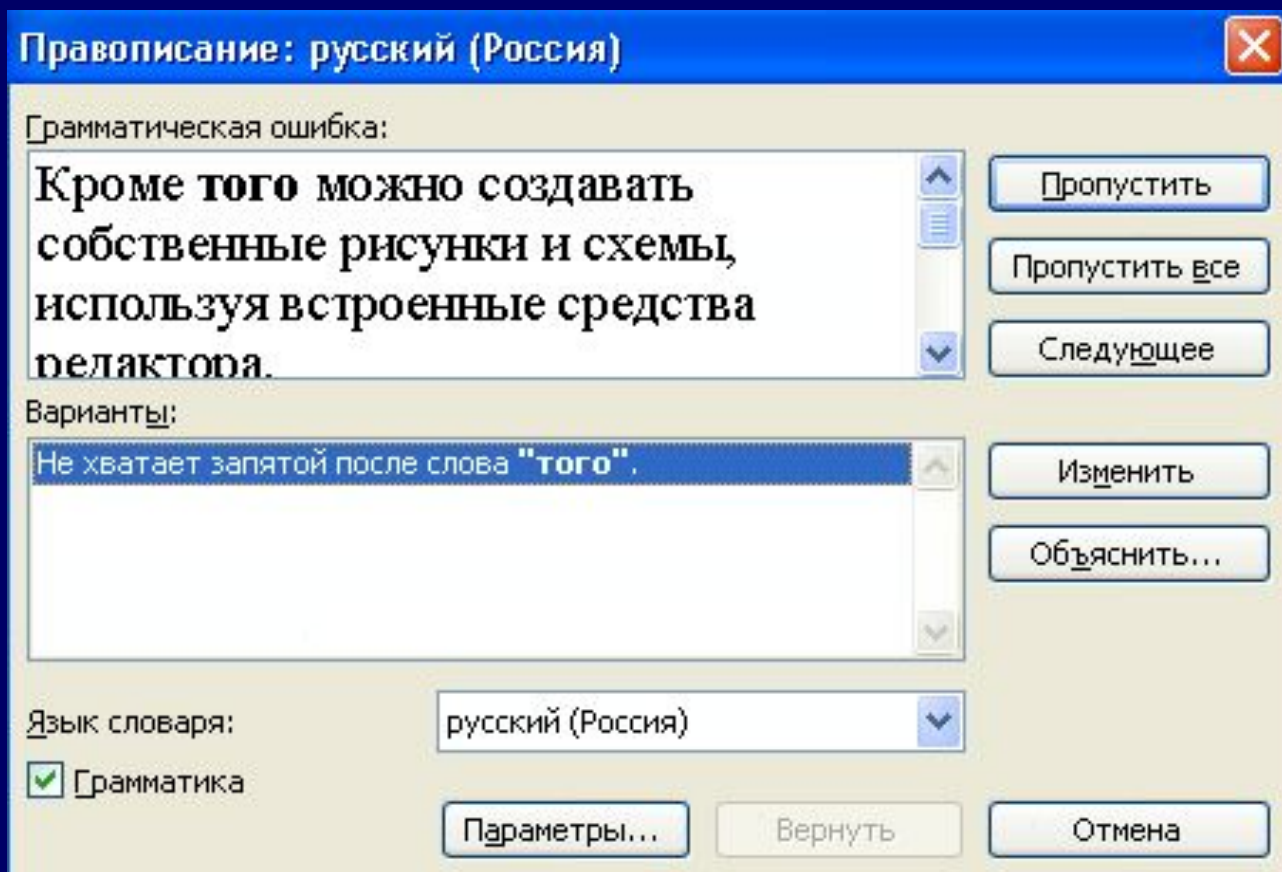 Правописание: русский (Россия)
Грамматическая ошибка:
Кроме того можно создавать
собственные рисунки и схемы,
используя встроенные средства
редактора.
Пропустить
Пропустить все
Следующее
Варианты:
Не хватает запятой после слова "того".
Изменить
Объяснить...
Язык словаря:
русский (Россия)
Грамматика
Параметры...
Вернуть
Отмена